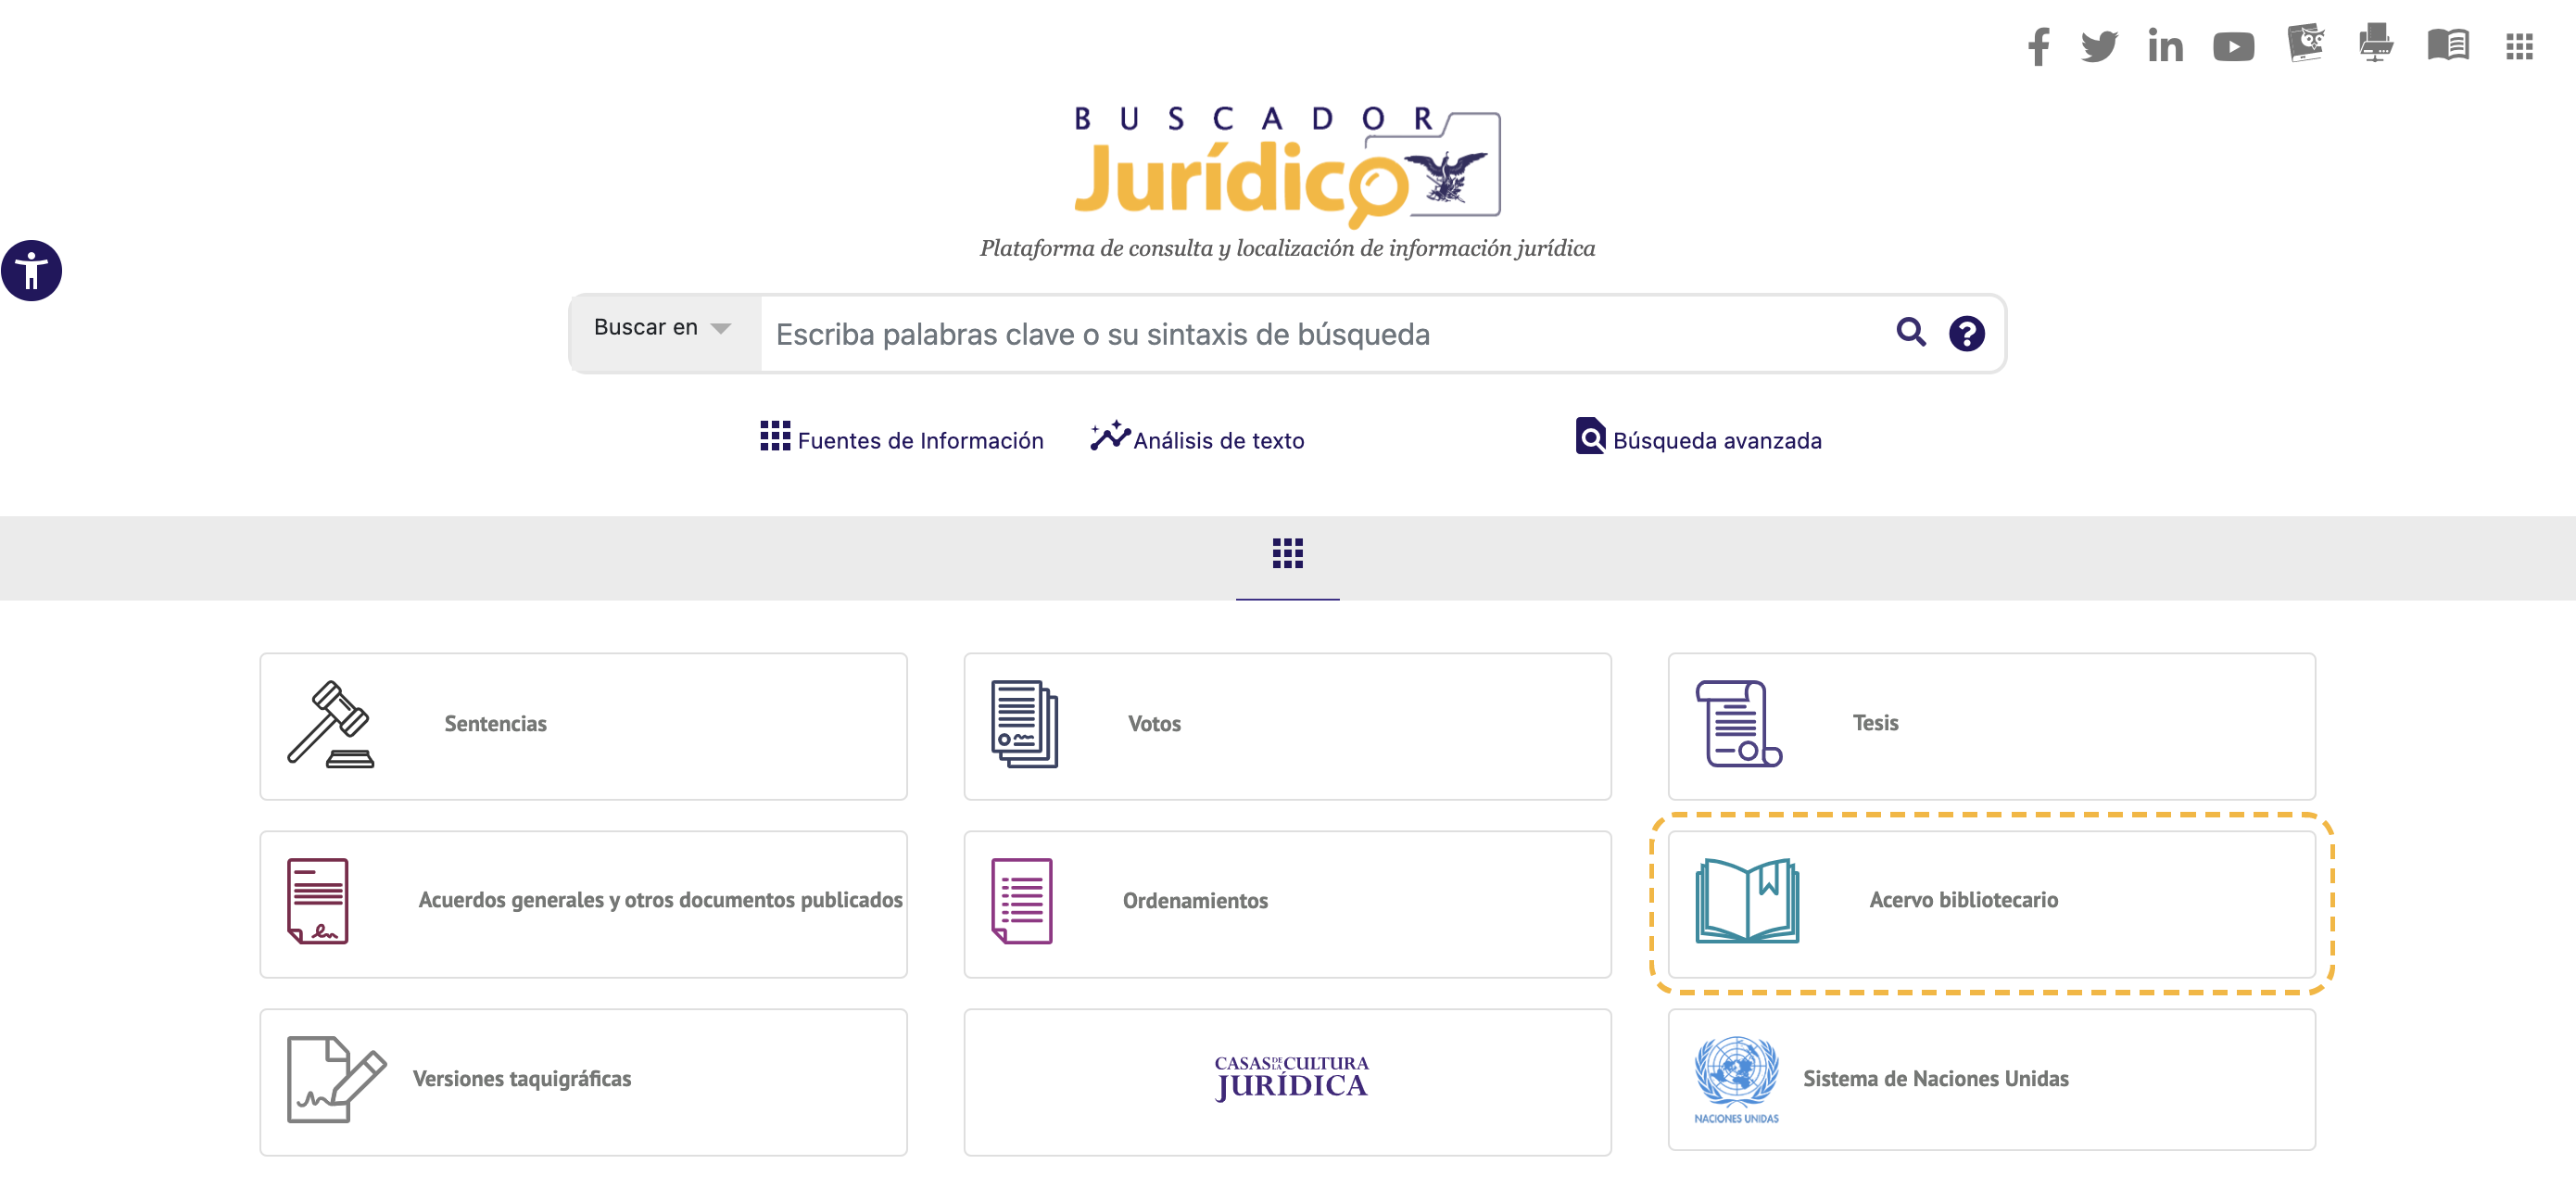 BUSCADOR
Jurídico
Plataforma de consulta y localización de información jurídica
Buscar en
Escriba palabras clave o su sintaxis de búsqueda
Fuentes de Información
Análisis de texto
Búsqueda avanzada
Sentencias
Votos
Tesis
Acuerdos generales y otros documentos publicados
Ordenamientos
Acervo bibliotecario
Versiones taquigráficas
CASAS DE LA CULTURA
JURÍDICA
Sistema de Naciones Unidas
NACIONES UNIDAS